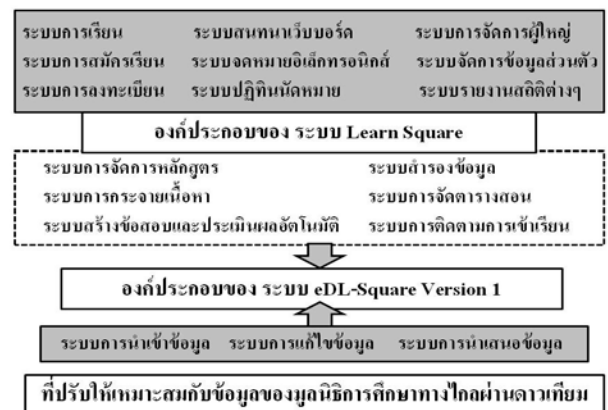 ระบบการเรียน ระบบสนทนาเว็บบอร์ด ระบบการจัดการผู้ใหญ่
ระบบการสมัครเรียน ระบบจดหมายอิเล็กทรอนิกส์ ระบบจัดการข้อมูลส่วนตัว
ระบบการลงทะเบียน ระบบปฏิทินนัดหมาย ระบบรายงานสถิติต่างๆ
องก์ประกอบของ ระบบ Learn Square
ระบบการจัดการหลักสูตร ระบบสำรองข้อมูล
ระบบการกระจายเนื้อหา ระบบการจัดตารางสอน
ระบบสร้างข้อสอบและประเมินผลอัตโนมัติ ระบบการติดตามการเข้าเรียน
องก์ประกอบของ ระบบ eDL-Square Version 1
ระบบการนำเข้าข้อมูล ระบบการแก้ไขข้อมูล ระบบการนำเสนอข้อมูล
ที่ปรับให้เหมาะสมกับข้อมูลของมูลนิธิการศึกษาทางไกลผ่านดาวเทียม